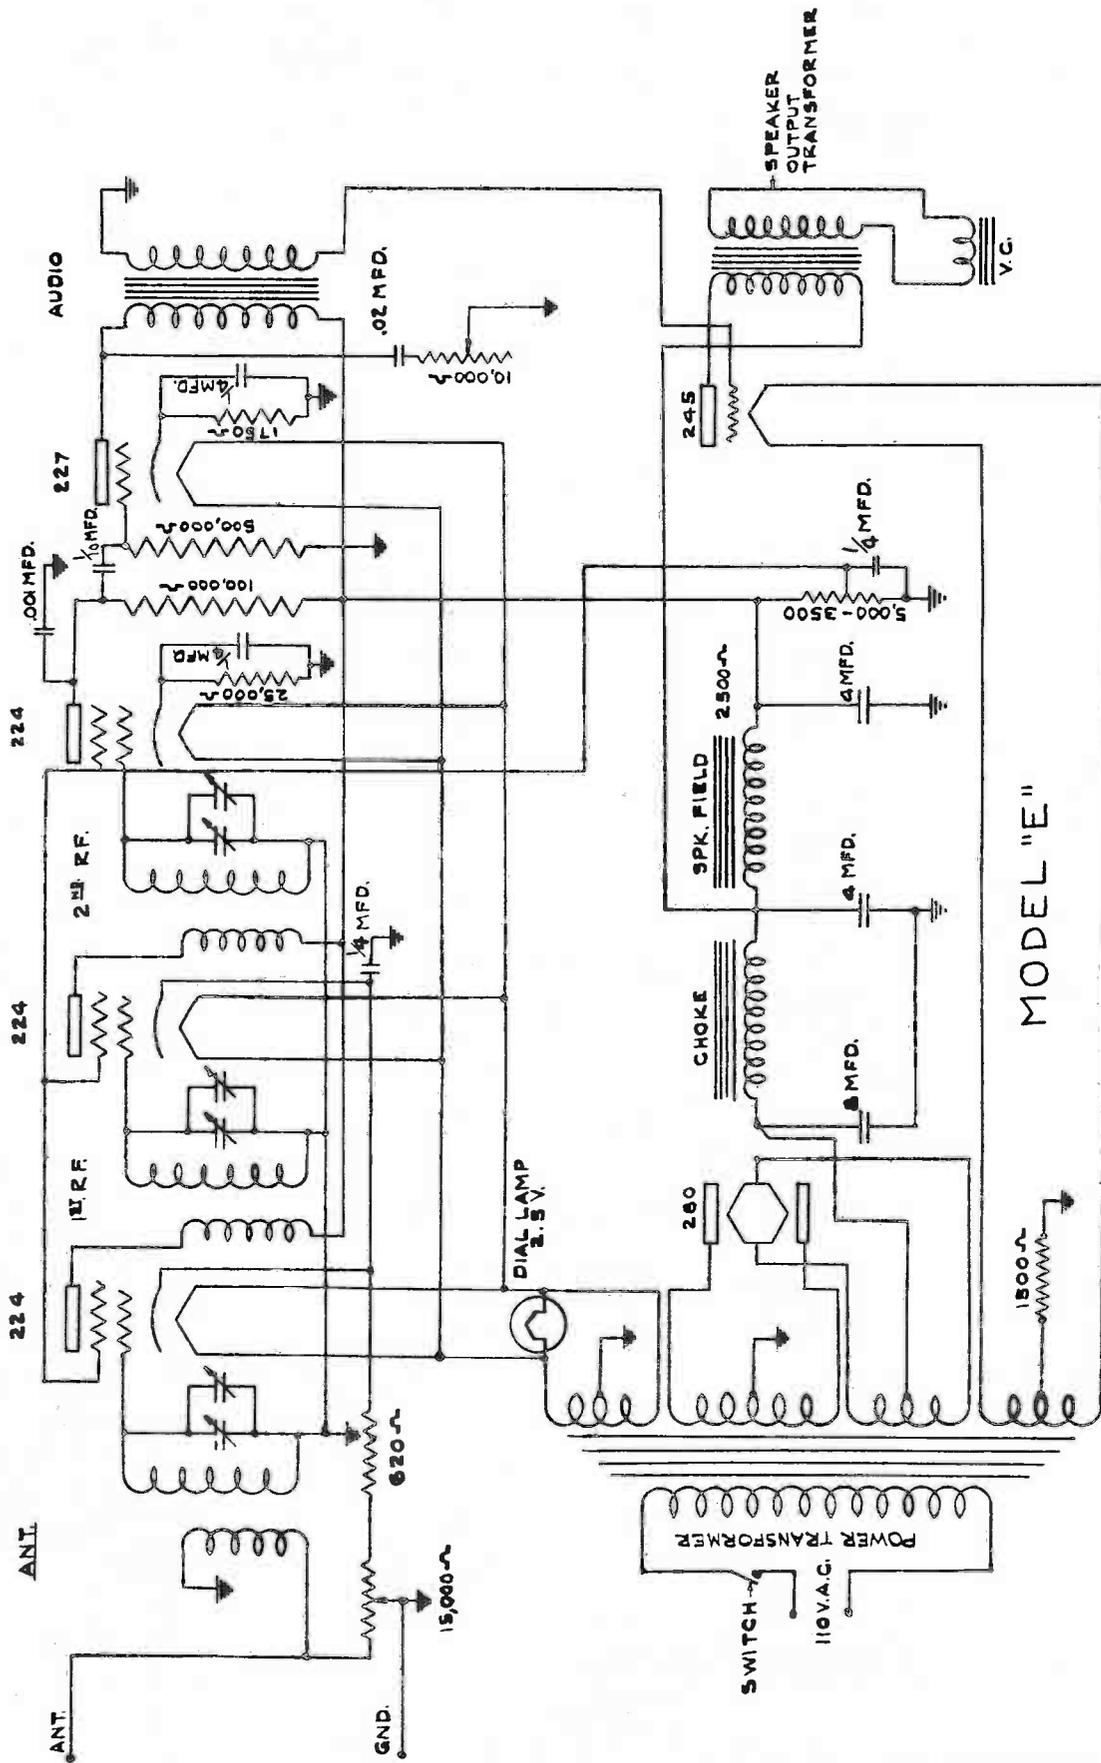 ANT.
ANT.
GND.
15,000~
620~
224
1ST. RF.
224
2ND. RF.
1/4 MFD.
224
25,000~
.001 MFD.
100,000~
1/10 MFD.
500,000~
227
1750~
1/4 MFD.
AUDIO
.02 MFD.
10,000~
DIAL LAMP
2.5 V.
SWITCH
110 V.A.C.
POWER TRANSFORMER
280
1500~
CHOKE
8 MFD.
SPK. FIELD
2500~
4 MFD.
4 MFD.
5,000-3500
1/4 MFD.
245
SPEAKER
OUTPUT
TRANSFORMER
V.C.
MODEL "E"